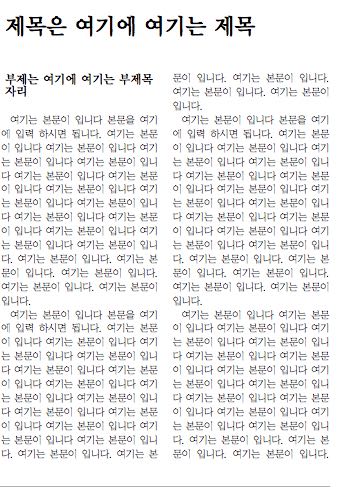 제목은 여기에 여기는 제목
부제는 여기에 여기는 부제목
자리
여기는 본문이 입니다 본문을 여기
에 입력 하시면 됩니다. 여기는 본문
이 입니다 여기는 본문이 입니다 여기
는 본문이 입니다 여기는 본문이 입니
다 여기는 본문이 입니다 여기는 본문
이 입니다 여기는 본문이 입니다 여기
는 본문이 입니다 여기는 본문이 입니
다 여기는 본문이 입니다 여기는 본문
이 입니다 여기는 본문이 입니다 여기
는 본문이 입니다 여기는 본문이 입니
다. 여기는 본문이 입니다. 여기는 본
문이 입니다. 여기는 본문이 입니다.
여기는 본문이 입니다. 여기는 본문이
입니다.
여기는 본문이 입니다 본문을 여기
에 입력 하시면 됩니다. 여기는 본문
이 입니다 여기는 본문이 입니다 여기
는 본문이 입니다 여기는 본문이 입니
다 여기는 본문이 입니다 여기는 본문
이 입니다 여기는 본문이 입니다 여기
는 본문이 입니다 여기는 본문이 입니
다 여기는 본문이 입니다 여기는 본문
이 입니다 여기는 본문이 입니다 여기
는 본문이 입니다 여기는 본문이 입니
다. 여기는 본문이 입니다. 여기는 본
문이 입니다. 여기는 본문이 입니다.
여기는 본문이 입니다. 여기는 본문이
입니다.
여기는 본문이 입니다 본문을 여기
에 입력 하시면 됩니다. 여기는 본문
이 입니다 여기는 본문이 입니다 여기
는 본문이 입니다 여기는 본문이 입니
다 여기는 본문이 입니다 여기는 본문
이 입니다 여기는 본문이 입니다 여기
는 본문이 입니다 여기는 본문이 입니
다 여기는 본문이 입니다 여기는 본문
이 입니다 여기는 본문이 입니다 여기
는 본문이 입니다 여기는 본문이 입니
다. 여기는 본문이 입니다. 여기는 본
문이 입니다. 여기는 본문이 입니다.
여기는 본문이 입니다. 여기는 본문이
입니다.
여기는 본문이 입니다 여기는 본문
이 입니다 여기는 본문이 입니다 여기
는 본문이 입니다 여기는 본문이 입니
다 여기는 본문이 입니다 여기는 본문
이 입니다 여기는 본문이 입니다 여기
는 본문이 입니다 여기는 본문이 입니
다 여기는 본문이 입니다 여기는 본문
이 입니다 여기는 본문이 입니다 여기
는 본문이 입니다 여기는 본문이 입니
다. 여기는 본문이 입니다. 여기는 본
문이 입니다. 여기는 본문이 입니다.